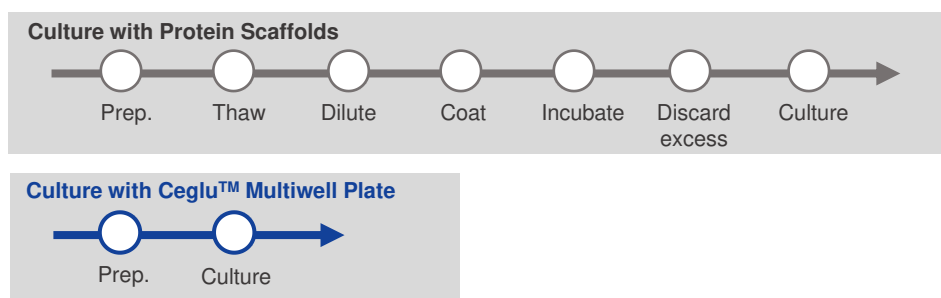 Culture with Protein Scaffolds
Prep. Thaw Dilute Coat Incubate Discard Culture
excess
Culture with Ceglu™ Multiwell Plate
Prep. Culture